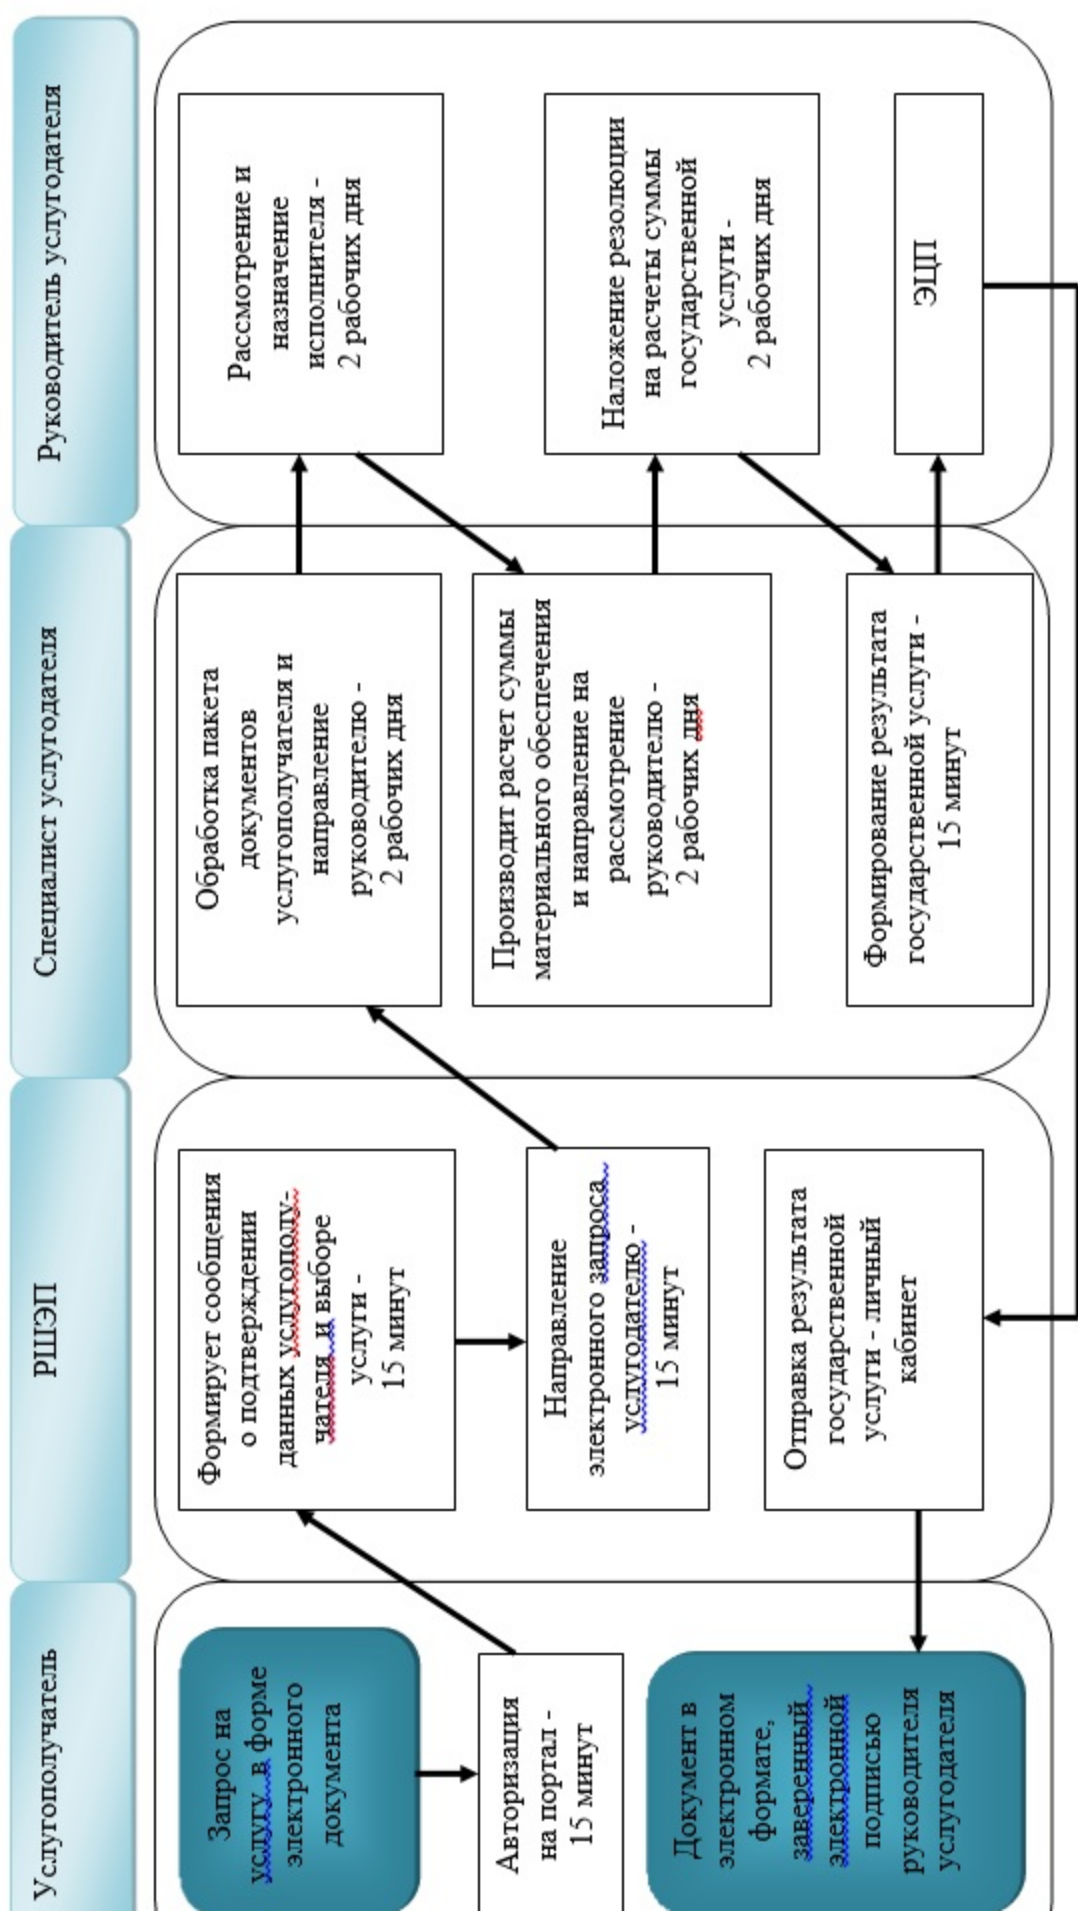 Услугополучатель
РШЭП
Специалист услугодателя
Руководитель услугодателя
Запрос на
услугу в форме
электронного
документа
Авторизация
на портал -
15 минут
Документ в
электронном
формате,
заверенный
электронной
подписью
руководителя
услугодателя
Формирует сообщения
о подтверждении
данных услугополу-
чателя и выборе
услуги -
15 минут
Направление
электронного запроса
услугодателю -
15 минут
Отправка результата
государственной
услуги - личный
кабинет
Обработка пакета
документов
услугополучателя и
направление
руководителю -
2 рабочих дня
Производит расчет суммы
материального обеспечения
и направление на
рассмотрение
руководителю -
2 рабочих дня
Формирование результата
государственной услуги -
15 минут
Рассмотрение и
назначение
исполнителя -
2 рабочих дня
Наложение резолюции
на расчеты суммы
государственной
услуги -
2 рабочих дня
ЭЦП